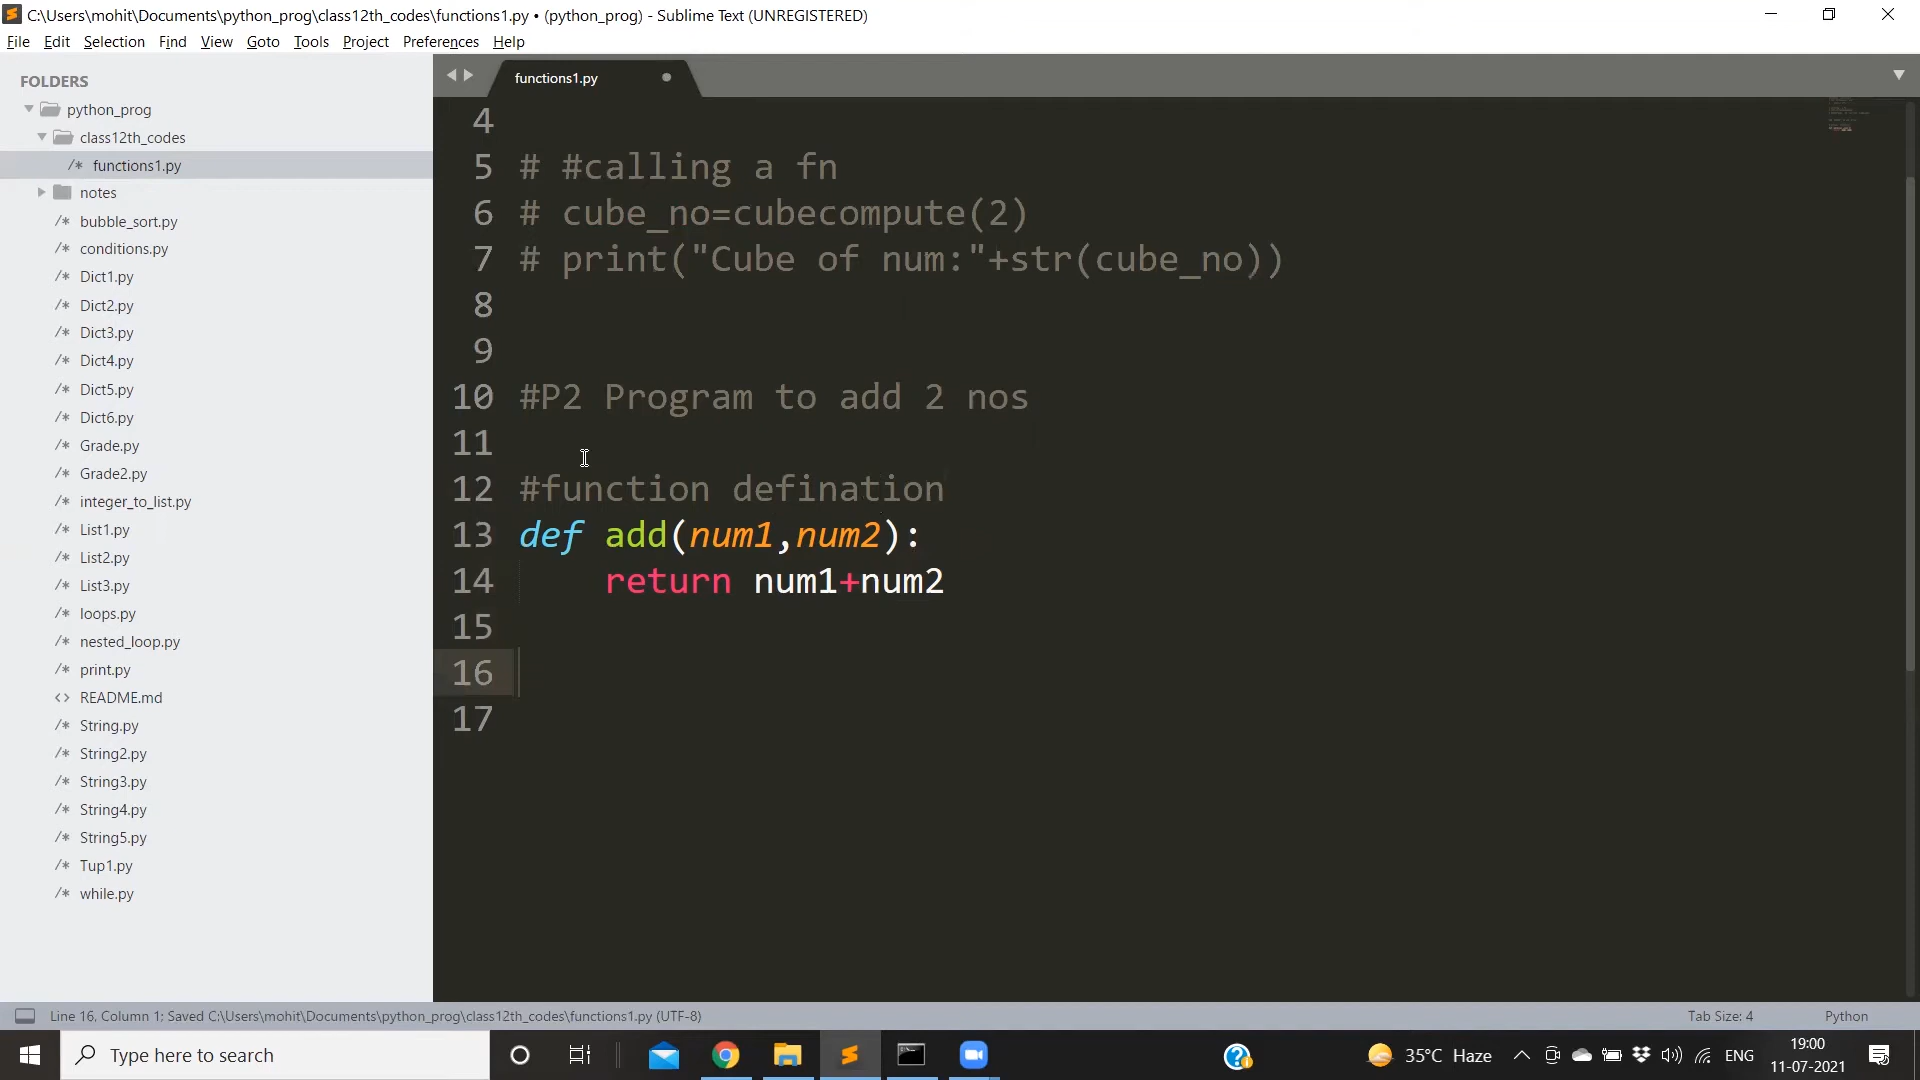 C:\Users\mohit\Documents\python_prog\class12th_codes\functions1.py • (python_prog) - Sublime Text (UNREGISTERED)
File Edit Selection Find View Goto Tools Project Preferences Help
FOLDERS
python_prog
class12th_codes
/* functions1.py
notes
/* bubble_sort.py
/* conditions.py
/* Dict1.py
/* Dict2.py
/* Dict3.py
/* Dict4.py
/* Dict5.py
/* Dict6.py
/* Grade.py
/* Grade2.py
/* integer_to_list.py
/* List1.py
/* List2.py
/* List3.py
/* loops.py
/* nested_loop.py
/* print.py
<> README.md
/* String.py
/* String2.py
/* String3.py
/* String4.py
/* String5.py
/* Tup1.py
/* while.py
functions1.py
4
5 # #calling a fn
6 # cube_no=cubecompute(2)
7 # print("Cube of num:"+str(cube_no))
8
9
10 #P2 Program to add 2 nos
11
12 #function defination
13 def add(num1,num2):
14 return num1+num2
15
16
17
Line 16, Column 1; Saved C:\Users\mohit\Documents\python_prog\class12th_codes\functions1.py (UTF-8)
Tab Size: 4
Python
Type here to search
35°C Haze
ENG
19:00
11-07-2021